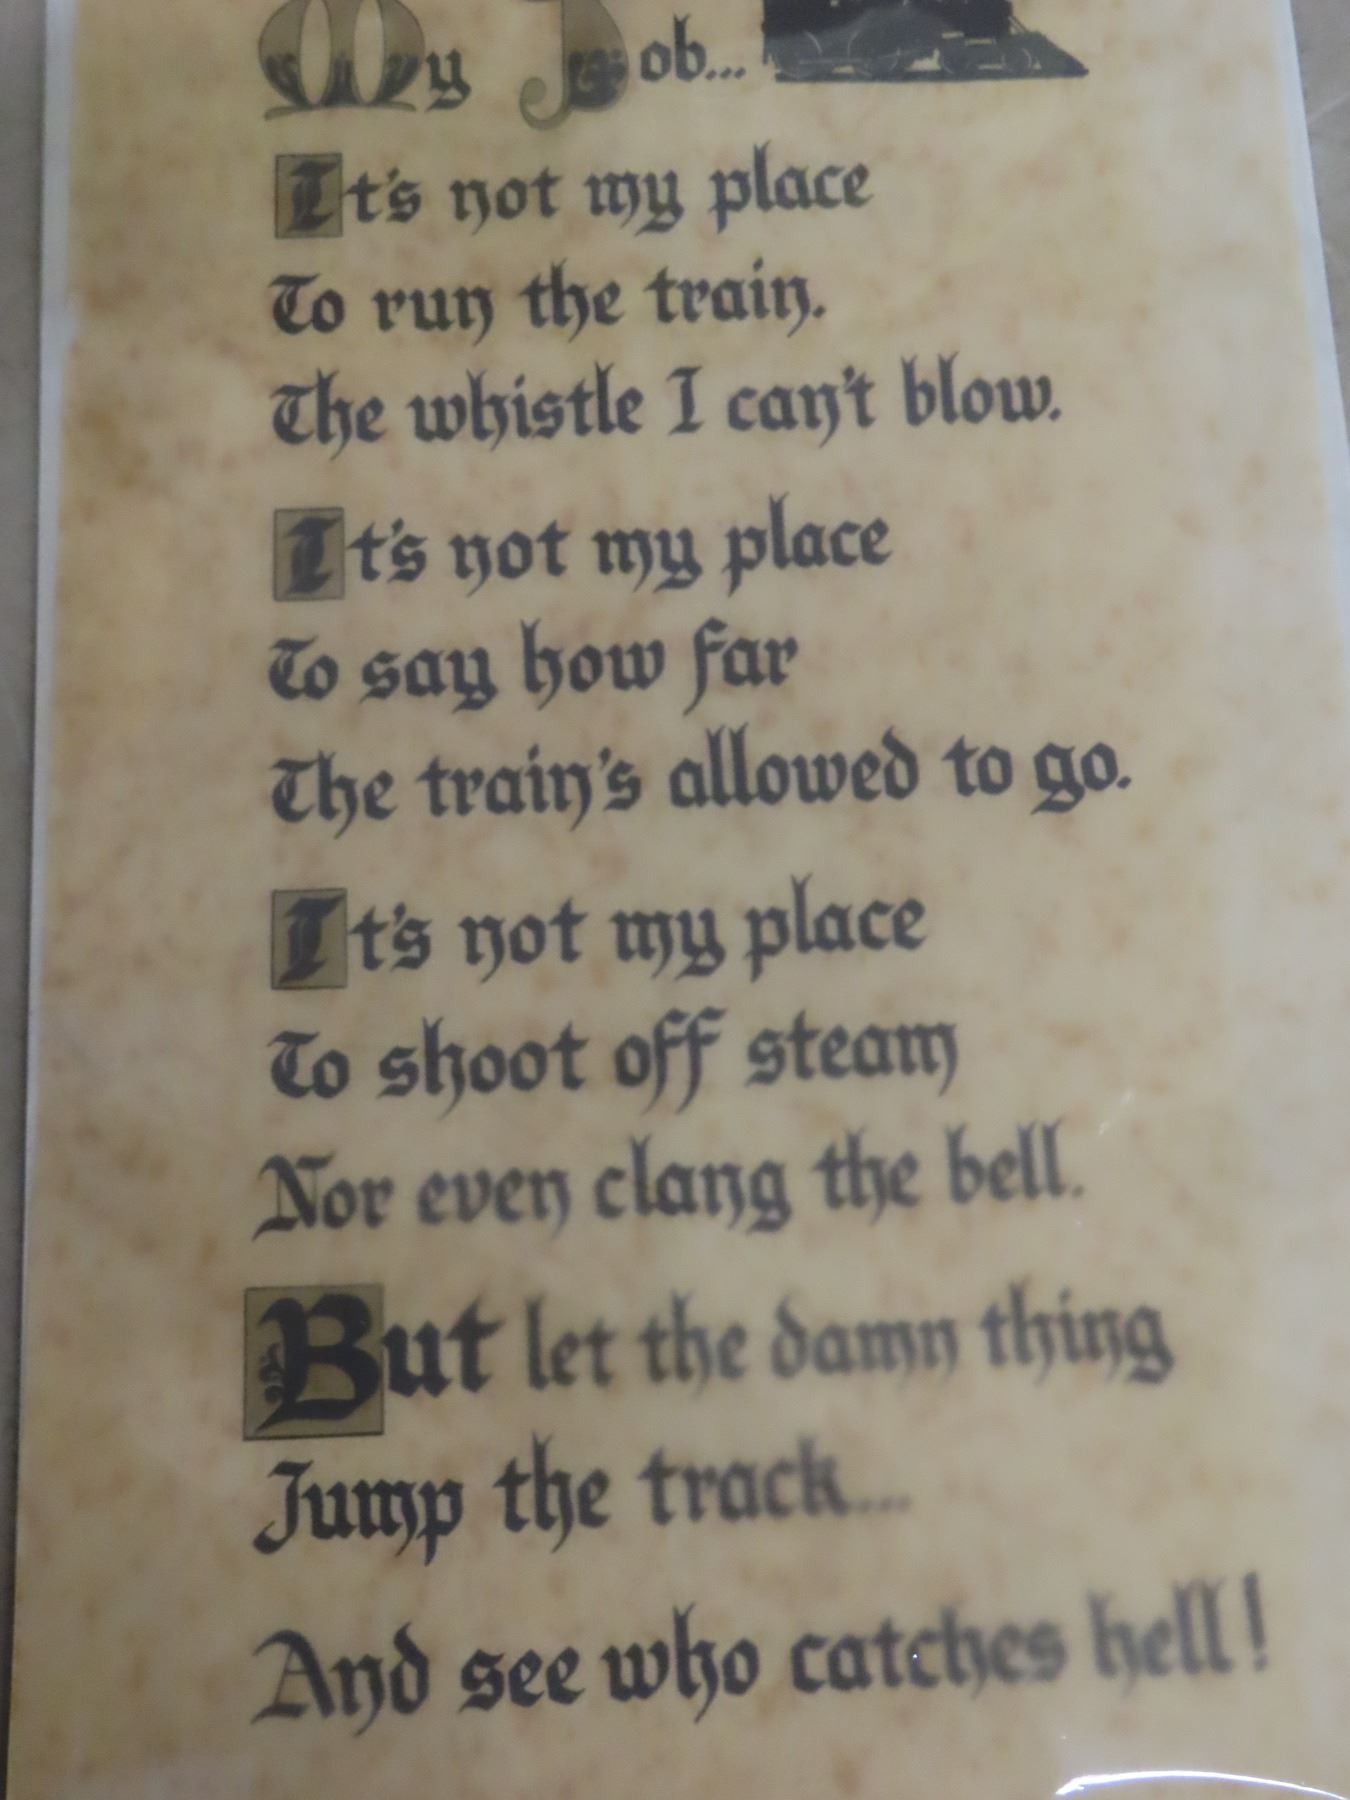 My Job...
It's not my place
To run the train.
The whistle I can't blow.
It's not my place
To say how far
The train's allowed to go.
It's not my place
To shoot off steam
Nor even clang the bell.
But let the damn thing
Jump the track...
And see who catches hell!